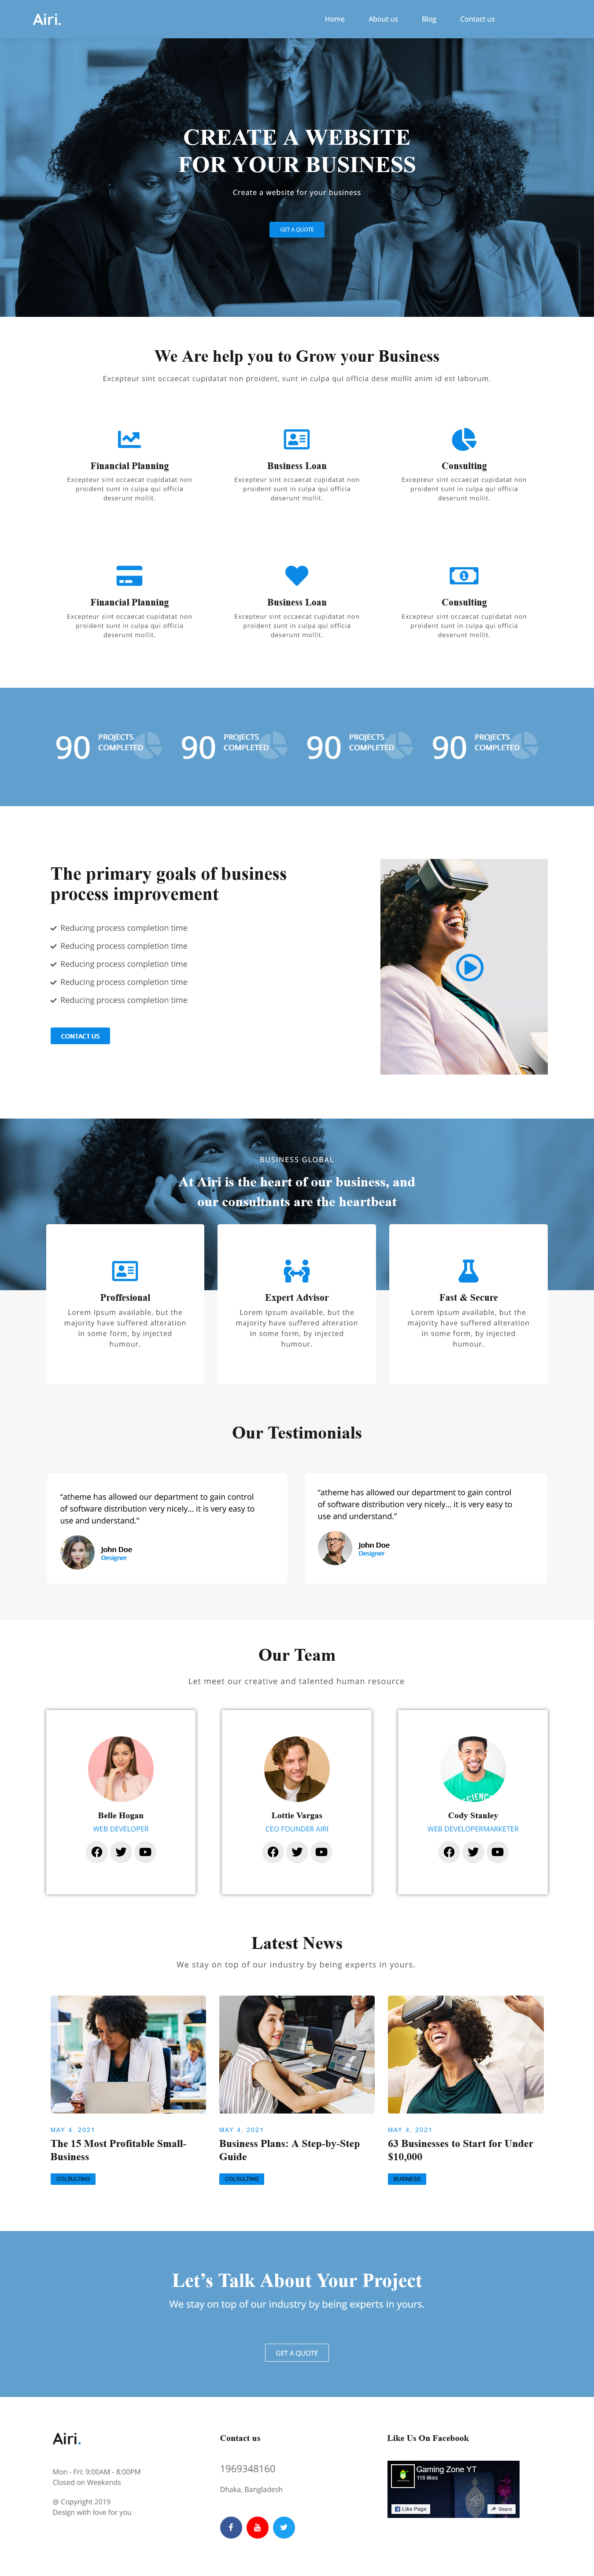 Airi.
Home About us Blog Contact us
CREATE A WEBSITE
FOR YOUR BUSINESS
Create a website for your business
GET A QUOTE
We Are help you to Grow your Business
Excepteur sint occaecat cupidatat non proident, sunt in culpa qui officia dese mollit anim id est laborum.
Financial Planning
Excepteur sint occaecat cupidatat non
proident sunt in culpa qui officia
deserunt mollit.
Business Loan
Excepteur sint occaecat cupidatat non
proident sunt in culpa qui officia
deserunt mollit.
Consulting
Excepteur sint occaecat cupidatat non
proident sunt in culpa qui officia
deserunt mollit.
Financial Planning
Excepteur sint occaecat cupidatat non
proident sunt in culpa qui officia
deserunt mollit.
Business Loan
Excepteur sint occaecat cupidatat non
proident sunt in culpa qui officia
deserunt mollit.
Consulting
Excepteur sint occaecat cupidatat non
proident sunt in culpa qui officia
deserunt mollit.
90 PROJECTS
COMPLETED
90 PROJECTS
COMPLETED
90 PROJECTS
COMPLETED
90 PROJECTS
COMPLETED
The primary goals of business
process improvement
Reducing process completion time
Reducing process completion time
Reducing process completion time
Reducing process completion time
Reducing process completion time
CONTACT US
BUSINESS GLOBAL
At Airi is the heart of our business, and
our consultants are the heartbeat
Proffesional
Lorem Ipsum available, but the
majority have suffered alteration
in some form, by injected
humour.
Expert Advisor
Lorem Ipsum available, but the
majority have suffered alteration
in some form, by injected
humour.
Fast & Secure
Lorem Ipsum available, but the
majority have suffered alteration
in some form, by injected
humour.
Our Testimonials
“atheme has allowed our department to gain control
of software distribution very nicely... it is very easy to
use and understand.”
John Doe
Designer
“atheme has allowed our department to gain control
of software distribution very nicely... it is very easy to
use and understand.”
John Doe
Designer
Our Team
Let meet our creative and talented human resource
Belle Hogan
WEB DEVELOPER
Lottie Vargas
CEO FOUNDER AIRI
SCIENCE
Cody Stanley
WEB DEVELOPERMARKETER
Latest News
We stay on top of our industry by being experts in yours.
MAY 4, 2021
The 15 Most Profitable Small-
Business
COLSULTING
MAY 4, 2021
Business Plans: A Step-by-Step
Guide
COLSULTING
MAY 4, 2021
63 Businesses to Start for Under
$10,000
BUSINESS
Let’s Talk About Your Project
We stay on top of our industry by being experts in yours.
GET A QUOTE
Airi.
Mon - Fri: 9:00AM - 8:00PM
Closed on Weekends
@ Copyright 2019
Design with love for you
Contact us
1969348160
Dhaka, Bangladesh
You
Like Us On Facebook
Gaming Zone YT
116 likes
Like Page
Share